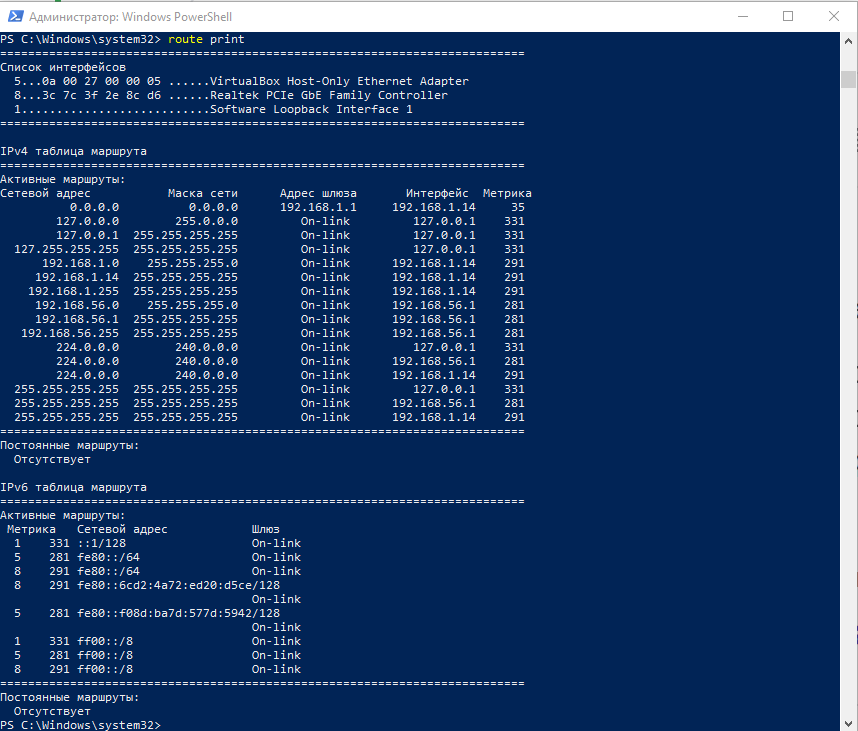 Администратор: Windows PowerShell
PS C:\Windows\system32> route print
===========================================================================
Список интерфейсов
  5...0a 00 27 00 00 05 ......VirtualBox Host-Only Ethernet Adapter
  8...3c 7c 3f 2e 8c d6 ......Realtek PCIe GbE Family Controller
  1...........................Software Loopback Interface 1
===========================================================================

IPv4 таблица маршрута
===========================================================================
Активные маршруты:
Сетевой адрес           Маска сети      Адрес шлюза       Интерфейс  Метрика
          0.0.0.0          0.0.0.0      192.168.1.1     192.168.1.14     35
        127.0.0.0        255.0.0.0         On-link         127.0.0.1    331
        127.0.0.1  255.255.255.255         On-link         127.0.0.1    331
  127.255.255.255  255.255.255.255         On-link         127.0.0.1    331
      192.168.1.0    255.255.255.0         On-link      192.168.1.14    291
     192.168.1.14  255.255.255.255         On-link      192.168.1.14    291
    192.168.1.255  255.255.255.255         On-link      192.168.1.14    291
     192.168.56.0    255.255.255.0         On-link      192.168.56.1    281
     192.168.56.1  255.255.255.255         On-link      192.168.56.1    281
   192.168.56.255  255.255.255.255         On-link      192.168.56.1    281
        224.0.0.0        240.0.0.0         On-link         127.0.0.1    331
        224.0.0.0        240.0.0.0         On-link      192.168.56.1    281
        224.0.0.0        240.0.0.0         On-link      192.168.1.14    291
  255.255.255.255  255.255.255.255         On-link         127.0.0.1    331
  255.255.255.255  255.255.255.255         On-link      192.168.56.1    281
  255.255.255.255  255.255.255.255         On-link      192.168.1.14    291
===========================================================================
Постоянные маршруты:
  Отсутствует

IPv6 таблица маршрута
===========================================================================
Активные маршруты:
 Метрика   Сетевой адрес            Шлюз
  1    331 ::1/128                  On-link
  5    281 fe80::/64                On-link
  8    291 fe80::/64                On-link
  8    291 fe80::6cd2:4a72:ed20:d5ce/128
                                    On-link
  5    281 fe80::f08d:ba7d:577d:5942/128
                                    On-link
  1    331 ff00::/8                 On-link
  5    281 ff00::/8                 On-link
  8    291 ff00::/8                 On-link
===========================================================================
Постоянные маршруты:
  Отсутствует
PS C:\Windows\system32>